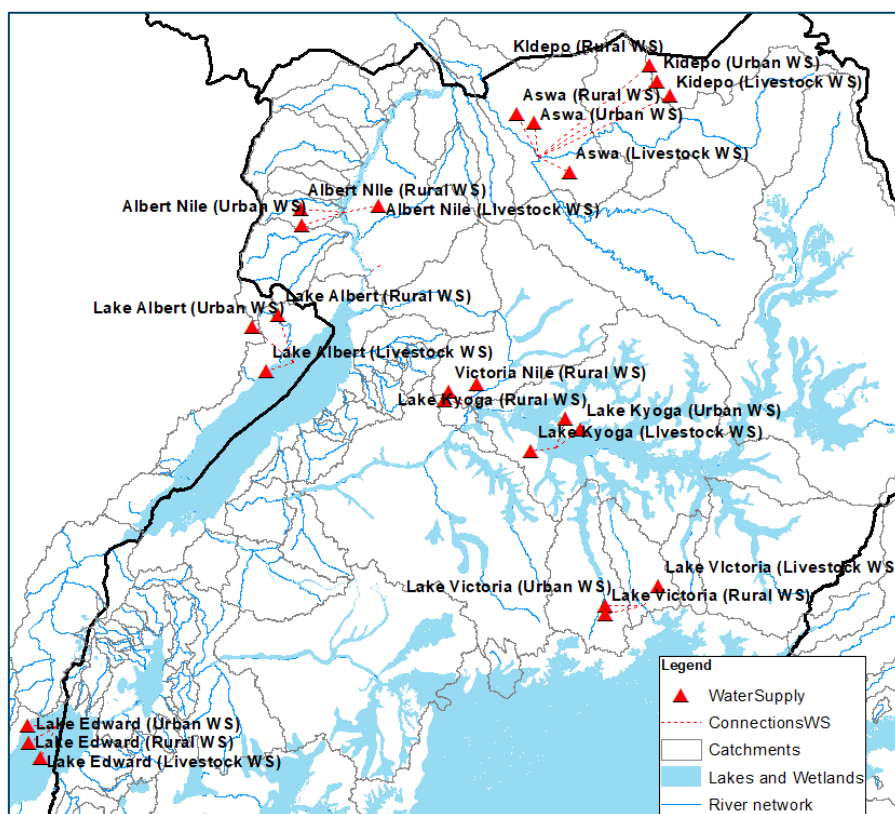 KIdepo (Rural WS)
Kidepo (Urban WS)
Kidepo (Livestock WS)
Aswa (Rural WS)
Aswa (Urban WS)
Aswa (Livestock WS)
Albert Nlle (Rural WS)
Albert Nile (Urban WS)
Albert Nile (LIvestock WS)
Lake Albert (Rural WS)
Lake Albert (Urban WS)
Lake Albert (Livestock WS)
Victoria Nile (Rural WS)
Lake Kyoga (Rural WS)
Lake Kyoga (Urban WS)
Lake Kyoga (LIvestock WS)
Lake VIctoria (Livestock WS
Lake Victoria (Urban WS)
Lake Victoria (Rural WS)
Legend
WaterSupply
ConnectionsWS
Catchments
Lakes and Wetlands
River network
Lake Edward (Urban WS)
Lake Edward (Rural WS)
Lake Edward (Livestock WS)